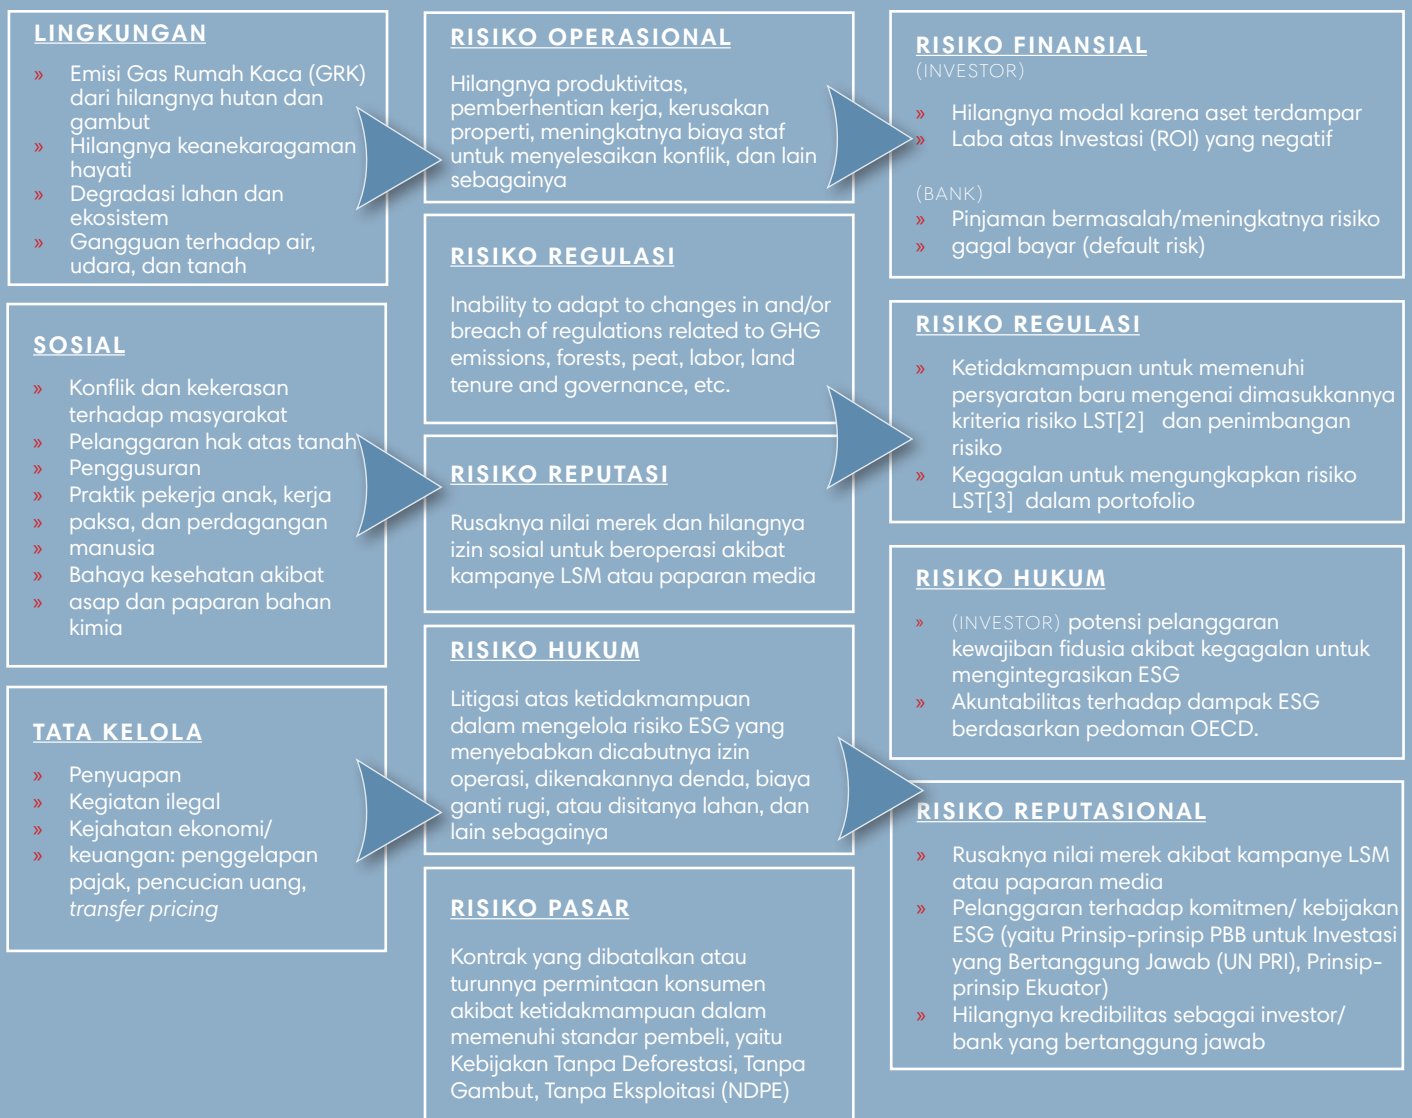 LINGKUNGAN
» Emisi Gas Rumah Kaca (GRK)
dari hilangnya hutan dan
gambut
» Hilangnya keanekaragaman
hayati
» Degradasi lahan dan
ekosistem
» Gangguan terhadap air,
udara, dan tanah
SOSIAL
» Konflik dan kekerasan
terhadap masyarakat
» Pelanggaran hak atas tanah
» Penggusuran
» Praktik pekerja anak, kerja
» paksa, dan perdagangan
» manusia
» Bahaya kesehatan akibat
» asap dan paparan bahan
kimia
TATA KELOLA
» Penyuapan
» Kegiatan ilegal
» Kejahatan ekonomi/
» keuangan: penggelapan
pajak, pencucian uang,
transfer pricing
RISIKO OPERASIONAL
Hilangnya produktivitas,
pemberhentian kerja, kerusakan
properti, meningkatnya biaya staf
untuk menyelesaikan konflik, dan lain
sebagainya
RISIKO REGULASI
Inability to adapt to changes in and/or
breach of regulations related to GHG
emissions, forests, peat, labor, land
tenure and governance, etc.
RISIKO REPUTASI
Rusaknya nilai merek dan hilangnya
izin sosial untuk beroperasi akibat
kampanye LSM atau paparan media
RISIKO HUKUM
Litigasi atas ketidakmampuan
dalam mengelola risiko ESG yang
menyebabkan dicabutnya izin
operasi, dikenakannya denda, biaya
ganti rugi, atau disitanya lahan, dan
lain sebagainya
RISIKO PASAR
Kontrak yang dibatalkan atau
turunnya permintaan konsumen
akibat ketidakmampuan dalam
memenuhi standar pembeli, yaitu
Kebijakan Tanpa Deforestasi, Tanpa
Gambut, Tanpa Eksploitasi (NDPE)
RISIKO FINANSIAL
(INVESTOR)
» Hilangnya modal karena aset terdampar
» Laba atas Investasi (ROI) yang negatif
(BANK)
» Pinjaman bermasalah/meningkatnya risiko
» gagal bayar (default risk)
RISIKO REGULASI
» Ketidakmampuan untuk memenuhi
persyaratan baru mengenai dimasukkannya
kriteria risiko LST[2] dan penimbangan
risiko
» Kegagalan untuk mengungkapkan risiko
LST[3] dalam portofolio
RISIKO HUKUM
» (INVESTOR) potensi pelanggaran
kewajiban fidusia akibat kegagalan untuk
mengintegrasikan ESG
» Akuntabilitas terhadap dampak ESG
berdasarkan pedoman OECD.
RISIKO REPUTASIONAL
» Rusaknya nilai merek akibat kampanye LSM
atau paparan media
» Pelanggaran terhadap komitmen/ kebijakan
ESG (yaitu Prinsip-prinsip PBB untuk Investasi
yang Bertanggung Jawab (UN PRI), Prinsip-
prinsip Ekuator)
» Hilangnya kredibilitas sebagai investor/
bank yang bertanggung jawab